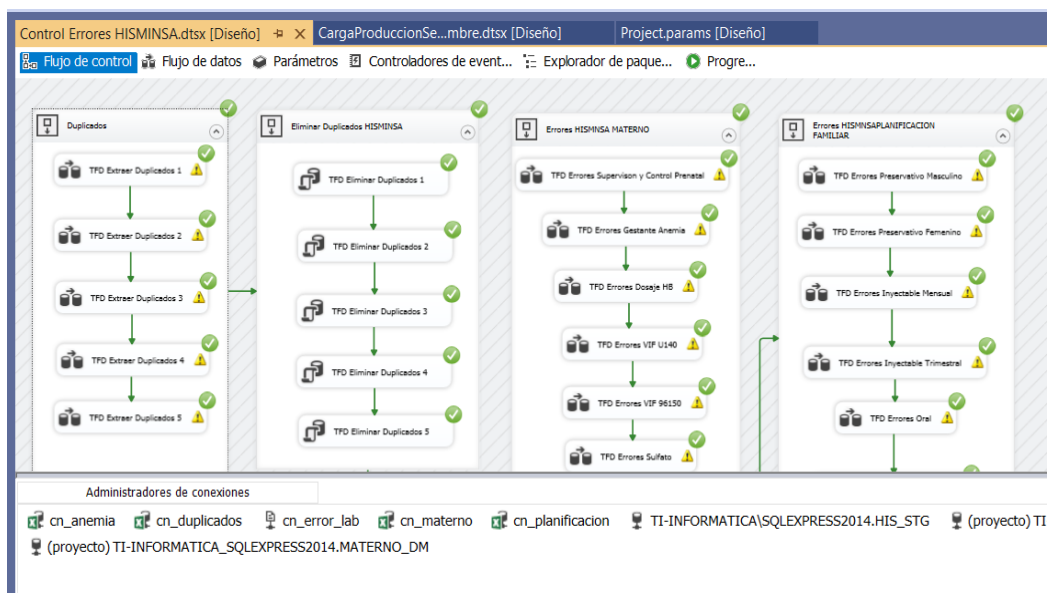 Control Errores HISMINSA.dtsx [Diseño]
CargaProduccionSe...mbre.dtsx [Diseño]
Project.params [Diseño]
Flujo de control
Flujo de datos
Parámetros
Controladores de event...
Explorador de paque...
Progre...
Duplicados
TFD Extraer Duplicados 1
TFD Extraer Duplicados 2
TFD Extraer Duplicados 3
TFD Extraer Duplicados 4
TFD Extraer Duplicados 5
Eliminar Duplicados HISMINSA
TFD Eliminar Duplicados 1
TFD Eliminar Duplicados 2
TFD Eliminar Duplicados 3
TFD Eliminar Duplicados 4
TFD Eliminar Duplicados 5
Errores HISMNSA MATERNO
TFD Errores Supervison y Control Prenatal
TFD Errores Gestante Anemia
TFD Errores Dosaje HB
TFD Errores VIF U140
TFD Errores VIF 96150
TFD Errores Sulfato
Errores HISMNSAPLANIFICACION
FAMILIAR
TFD Errores Preservativo Masculino
TFD Errores Preservativo Femenino
TFD Errores Inyectable Mensual
TFD Errores Inyectable Trimestral
TFD Errores Oral
Administradores de conexiones
cn_anemia
cn_duplicados
cn_error_lab
cn_materno
cn_planificacion
TI-INFORMATICA\SQLEXPRESS2014.HIS_STG
(proyecto) TI
(proyecto) TI-INFORMATICA_SQLEXPRESS2014.MATERNO_DM